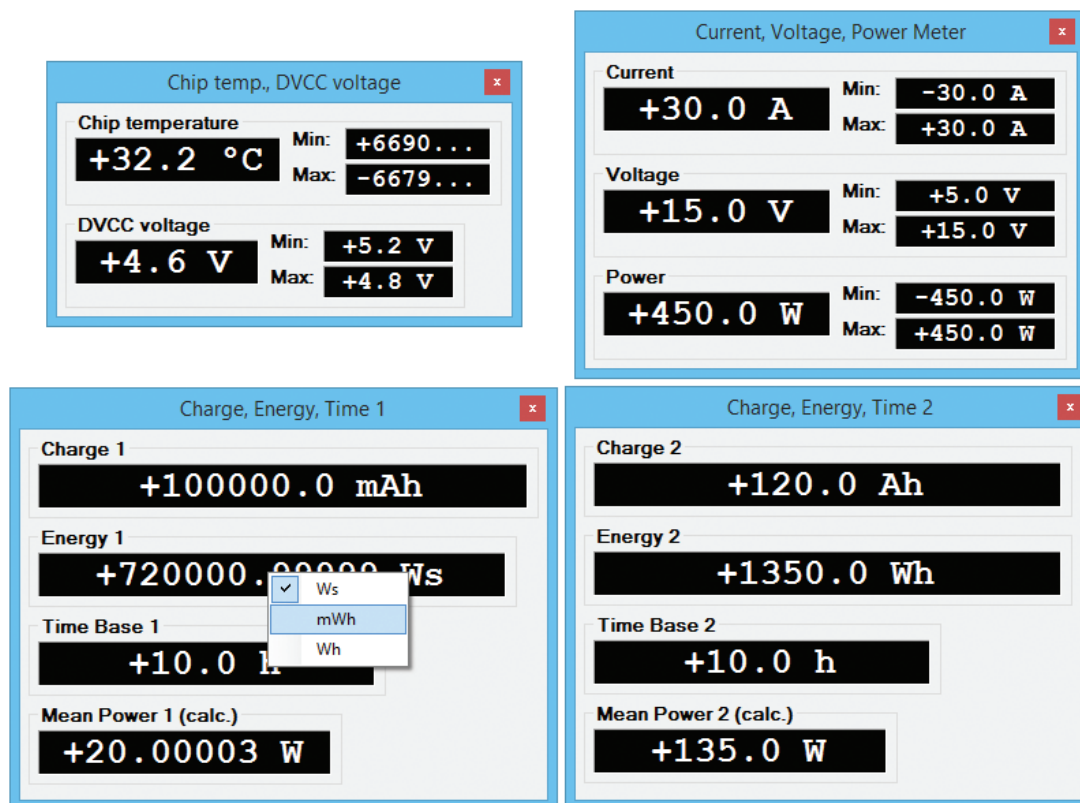 Chip temp., DVCC voltage
x
Chip temperature
+32.2 °C
Min:
+6690...
Max:
-6679...
DVCC voltage
+4.6 V
Min:
+5.2 V
Max:
+4.8 V
Current, Voltage, Power Meter
x
Current
+30.0 A
Min:
-30.0 A
Max:
+30.0 A
Voltage
+15.0 V
Min:
+5.0 V
Max:
+15.0 V
Power
+450.0 W
Min:
-450.0 W
Max:
+450.0 W
Charge, Energy, Time 1
x
Charge 1
+100000.0 mAh
Energy 1
+720000. Ws
Ws
mWh
Wh
Time Base 1
+10.0 h
Mean Power 1 (calc.)
+20.00003 W
Charge, Energy, Time 2
x
Charge 2
+120.0 Ah
Energy 2
+1350.0 Wh
Time Base 2
+10.0 h
Mean Power 2 (calc.)
+135.0 W